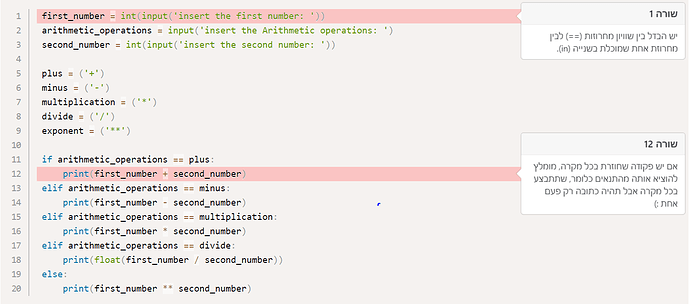 1 first_number = int(input('insert the first number: '))
2 arithmetic_operations = input('insert the Arithmetic operations: ')
3 second_number = int(input('insert the second number: '))
4
5 plus = ('+')
6 minus = ('-')
7 multiplication = ('*')
8 divide = ('/')
9 exponent = ('**')
10
11 if arithmetic_operations == plus:
12     print(first_number + second_number)
13 elif arithmetic_operations == minus:
14     print(first_number - second_number)
15 elif arithmetic_operations == multiplication:
16     print(first_number * second_number)
17 elif arithmetic_operations == divide:
18     print(float(first_number / second_number))
19 else:
20     print(first_number ** second_number)
שורה 1
יש הבדל בין שוויון מחרוזות (==) לבין
מחרוזת אחת שמוכלת בשנייה (in).
שורה 12
אם יש פקודה שחוזרת בכל מקרה, מומלץ
להוציא אותה מהתנאים כלומר, שתתבצע
בכל מקרה אבל תהיה כתובה רק פעם
אחת :)